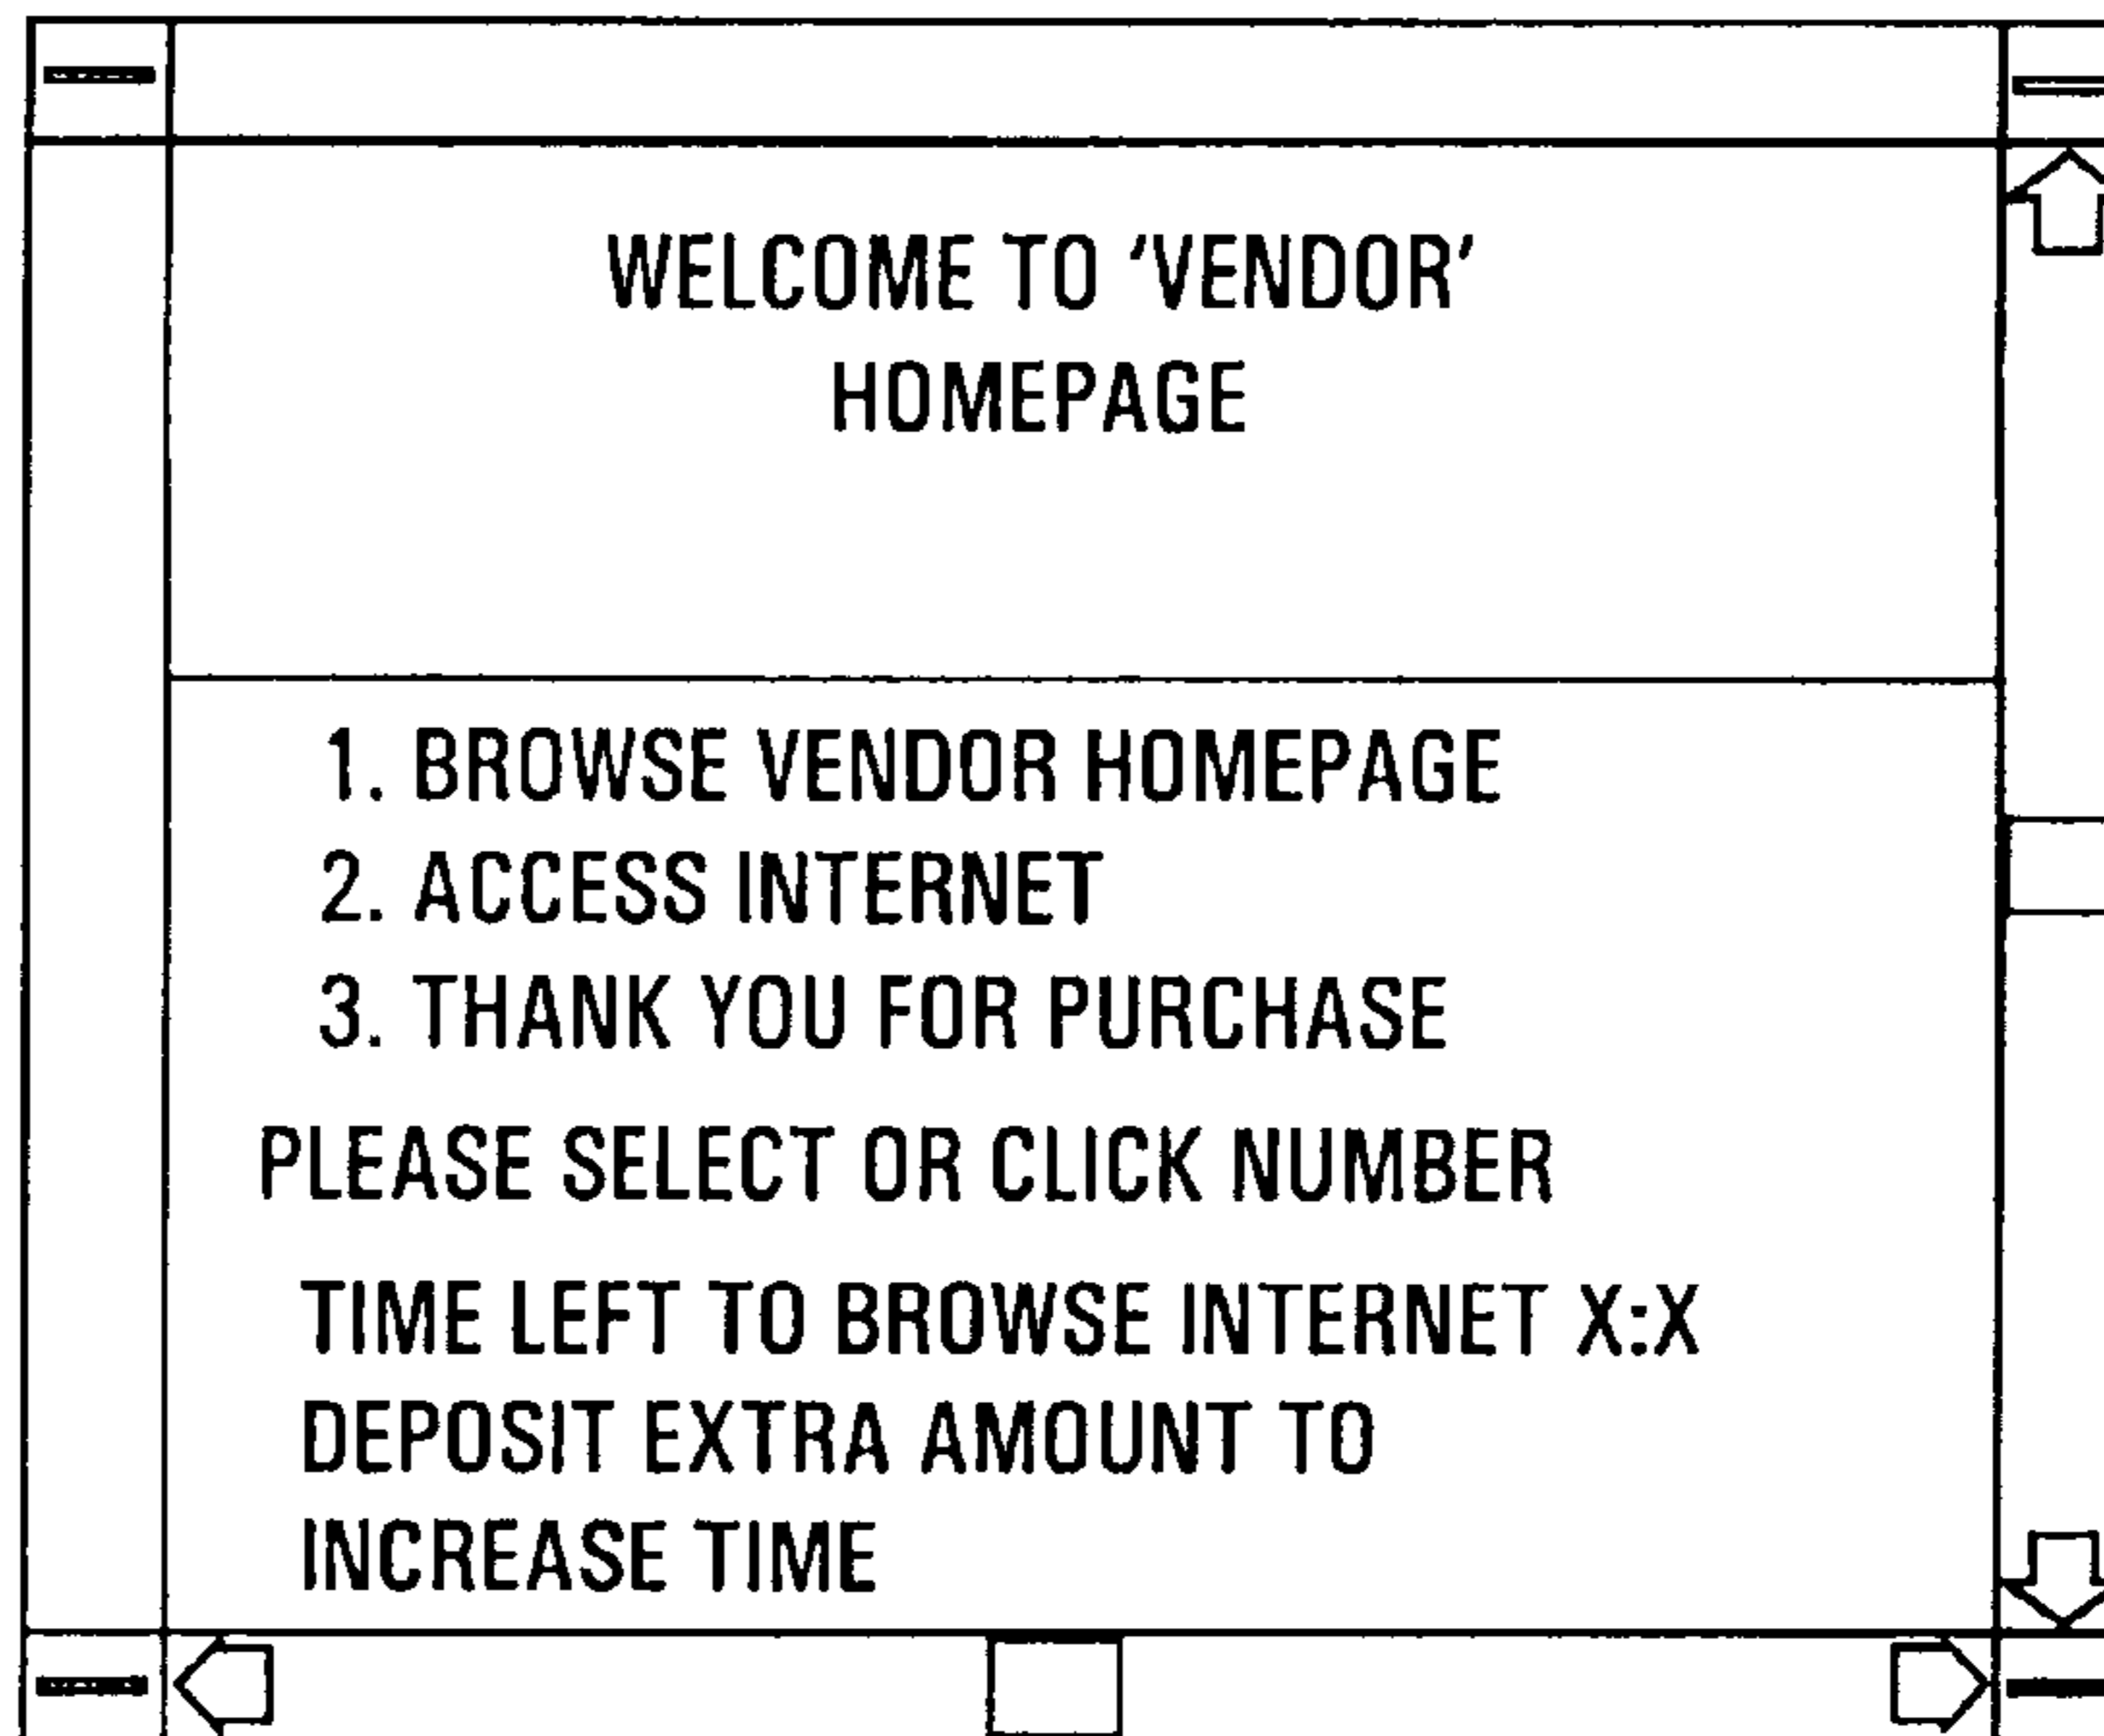 WELCOME TO 'VENDOR'
HOMEPAGE
1. BROWSE VENDOR HOMEPAGE
2. ACCESS INTERNET
3. THANK YOU FOR PURCHASE
PLEASE SELECT OR CLICK NUMBER
TIME LEFT TO BROWSE INTERNET X:X
DEPOSIT EXTRA AMOUNT TO
INCREASE TIME